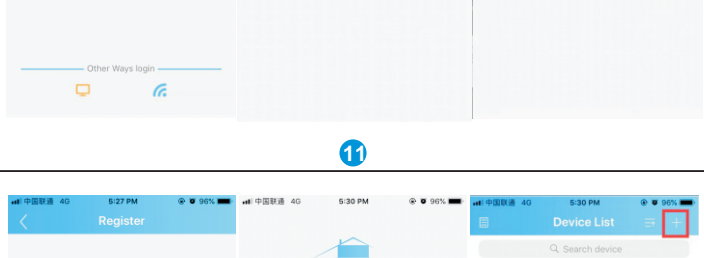 Other Ways login
11
中国联通 4G 5:27 PM 96%
Register
中国联通 4G 5:30 PM 96%
中国联通 4G 5:30 PM 96%
Device List
Search device